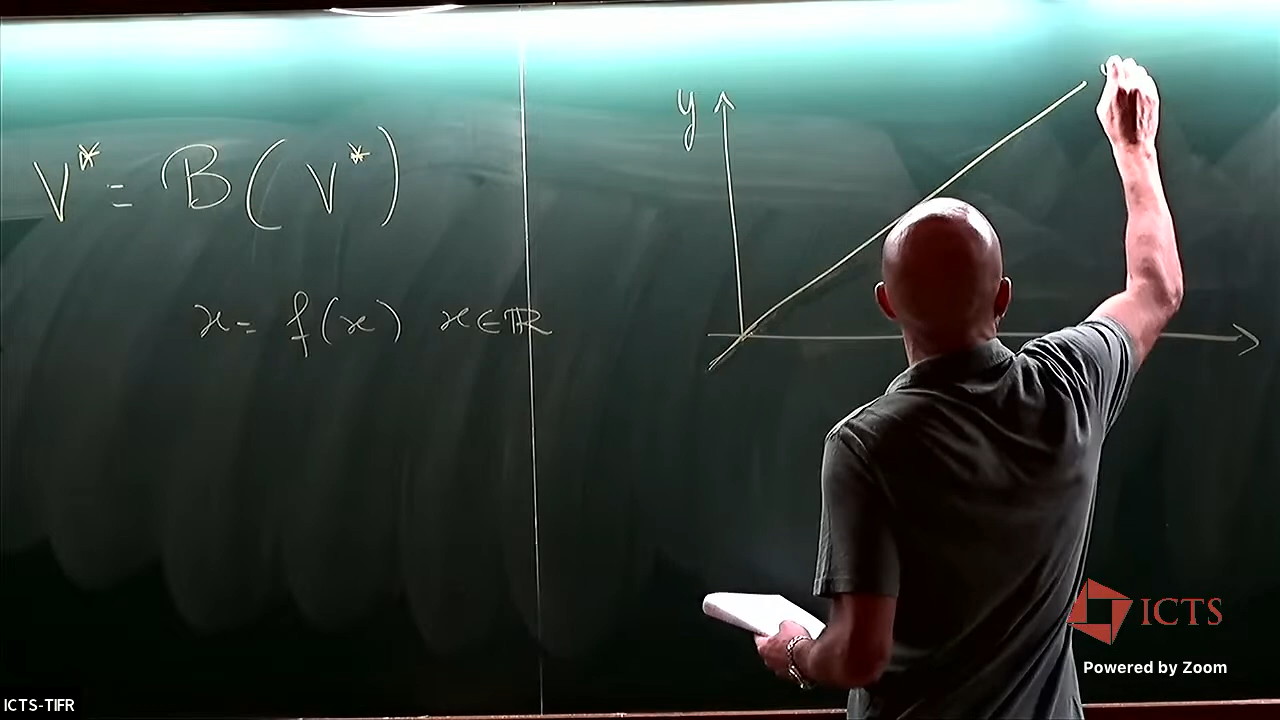 V* = B(V*)
x = f(x) x∈ℝ
y
ICTS
Powered by Zoom
ICTS-TIFR